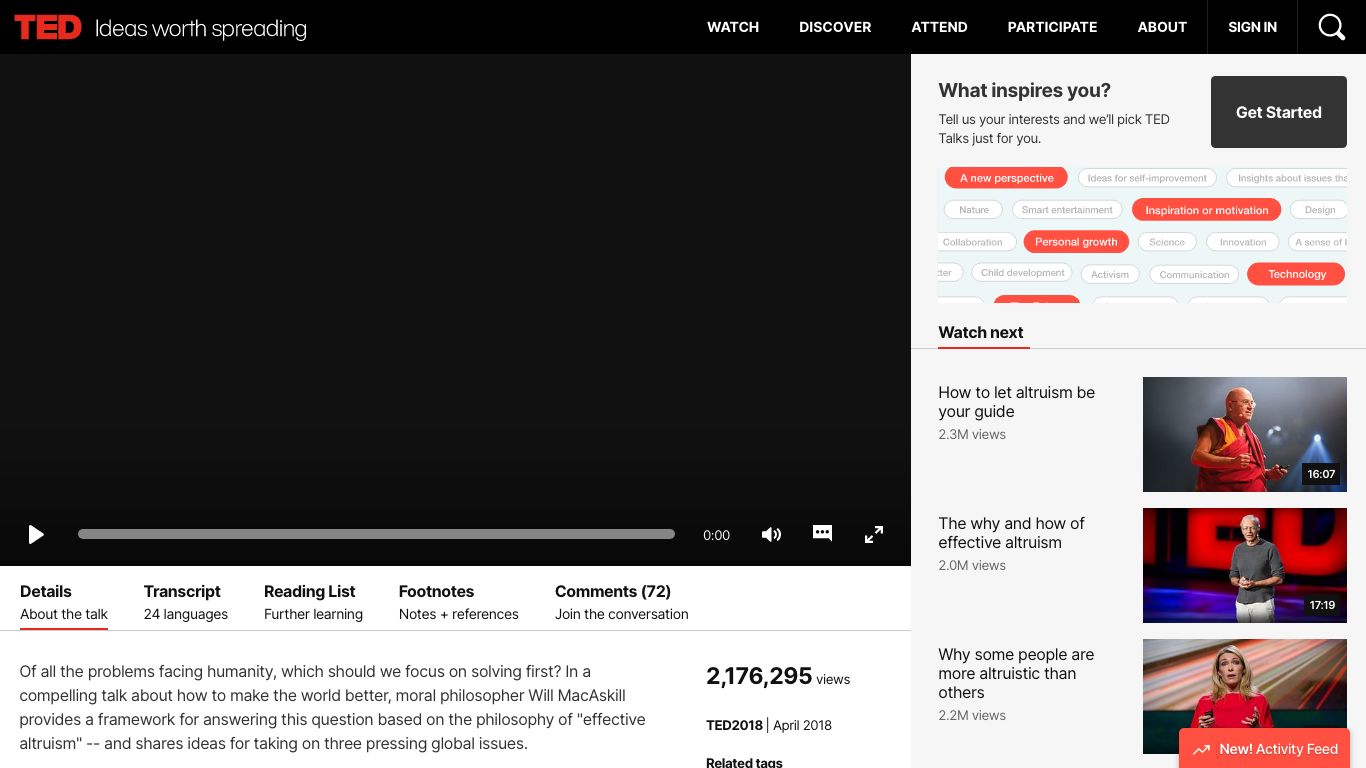 TED Ideas worth spreading
WATCH DISCOVER ATTEND PARTICIPATE ABOUT SIGN IN
What inspires you?
Tell us your interests and we'll pick TED
Talks just for you.
Get Started
A new perspective Ideas for self-improvement Insights about issues tha
Nature Smart entertainment Inspiration or motivation Design
Collaboration Personal growth Science Innovation A sense of
tter Child development Activism Communication Technology
Watch next
How to let altruism be
your guide
2.3M views
16:07
The why and how of
effective altruism
2.0M views
17:19
Why some people are
more altruistic than
others
2.2M views
New! Activity Feed
0:00
Details
About the talk
Transcript
24 languages
Reading List
Further learning
Footnotes
Notes + references
Comments (72)
Join the conversation
Of all the problems facing humanity, which should we focus on solving first? In a
compelling talk about how to make the world better, moral philosopher Will MacAskill
provides a framework for answering this question based on the philosophy of "effective
altruism" -- and shares ideas for taking on three pressing global issues.
2,176,295 views
TED2018 | April 2018
Related tags